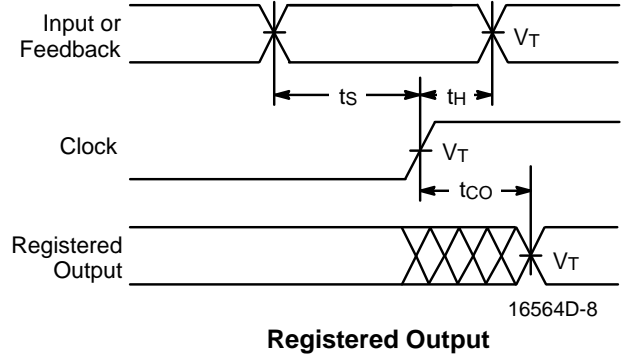 Input or
Feedback
VT
tS
tH
Clock
VT
tCO
Registered
Output
VT
16564D-8
Registered Output